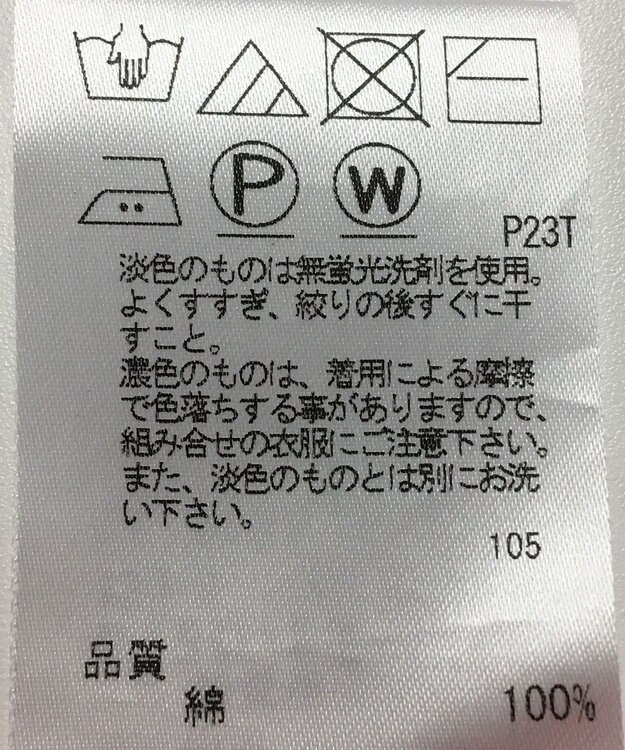 P W
P23T
淡色のものは無蛍光洗剤を使用。
よくすすぎ、絞りの後すぐに干
すこと。
濃色のものは、着用による摩擦
で色落ちする事がありますので、
組み合せの衣服にご注意下さい。
また、淡色のものとは別にお洗
い下さい。
105
品質
綿 100%